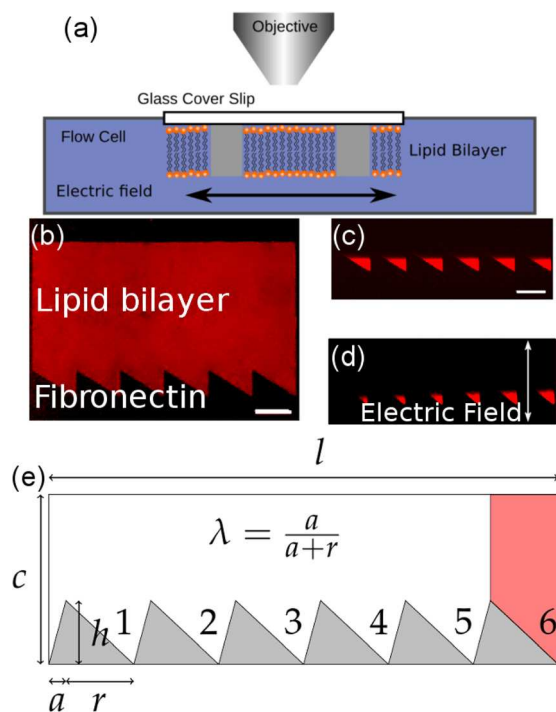 (a)
Objective
Glass Cover Slip
Flow Cell
Lipid Bilayer
Electric field
(b)
Lipid bilayer
Fibronectin
(c)
(d)
Electric Field
(e)
l
λ = a/(a+r)
c
h
1 2 3 4 5 6
a r